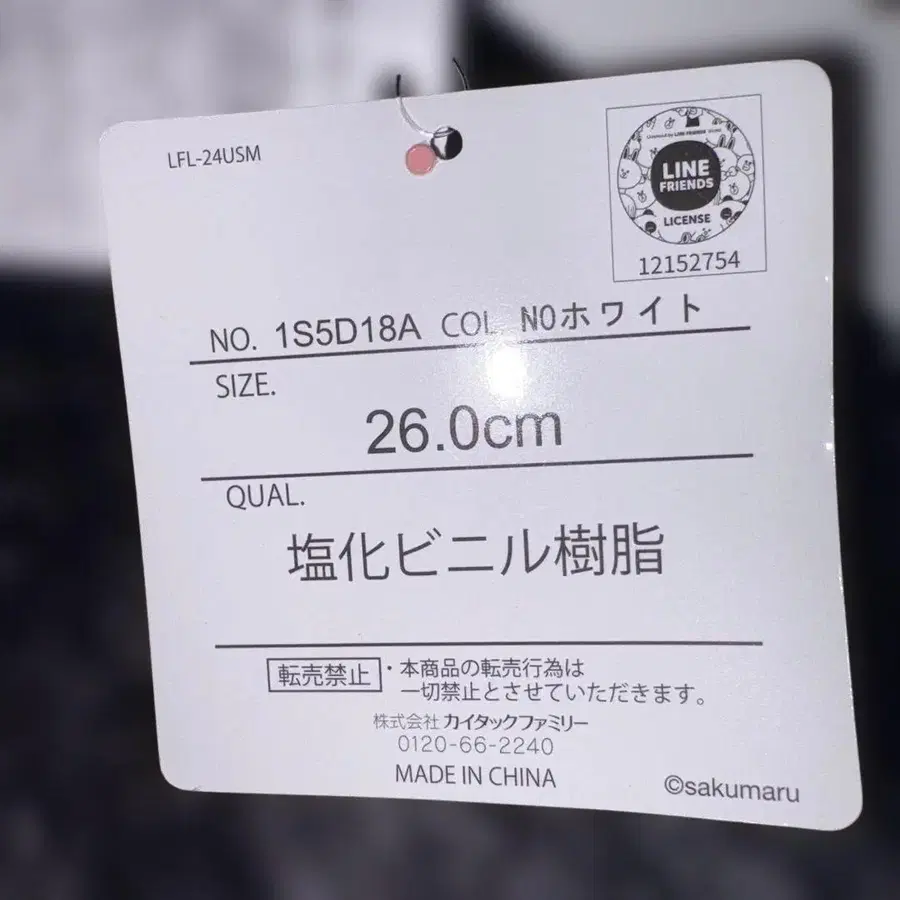 LFL-24USM
LINE
FRIENDS
LICENSE
12152754
NO. 1S5D18A COL NOホワイト
SIZE.
26.0cm
QUAL.
塩化ビニル樹脂
転売禁止・本商品の転売行為は
一切禁止とさせていただきます。
株式会社カイタックファミリー
0120-66-2240
MADE IN CHINA
©sakumaru